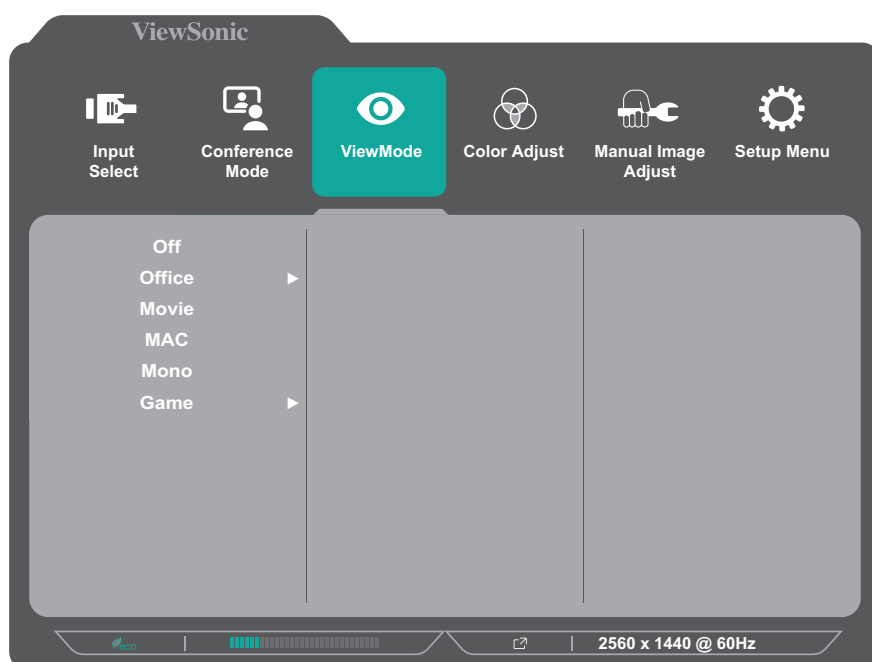 ViewSonic
Input
Select
Conference
Mode
ViewMode
Color Adjust
Manual Image
Adjust
Setup Menu
Off
Office
Movie
MAC
Mono
Game
eco
2560 x 1440 @ 60Hz